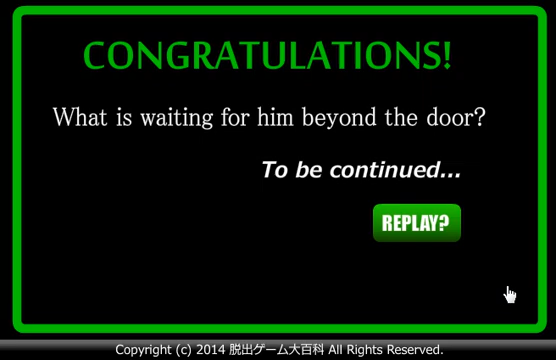 CONGRATULATIONS!
What is waiting for him beyond the door?
To be continued...
REPLAY?
Copyright (c) 2014 脱出ゲーム大百科 All Rights Reserved.